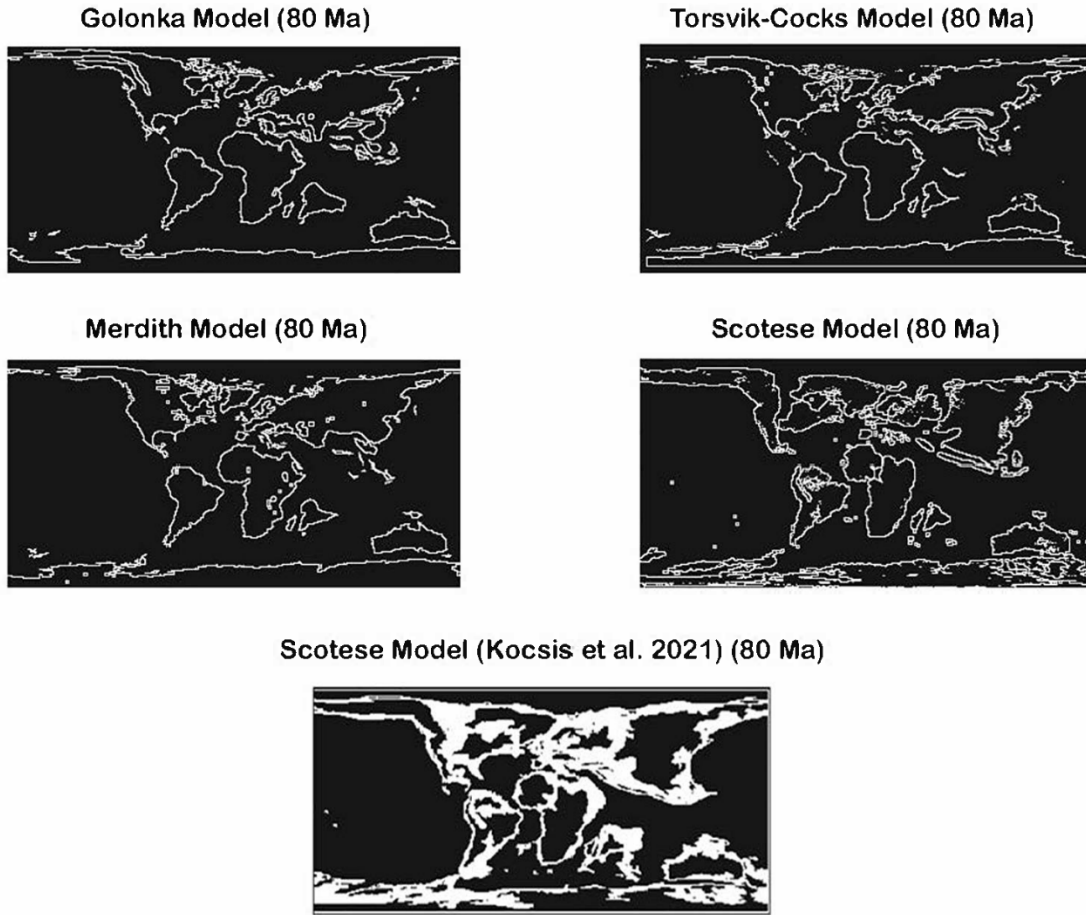 Golonka Model (80 Ma)
Torsvik-Cocks Model (80 Ma)
Merdith Model (80 Ma)
Scotese Model (80 Ma)
Scotese Model (Kocsis et al. 2021) (80 Ma)